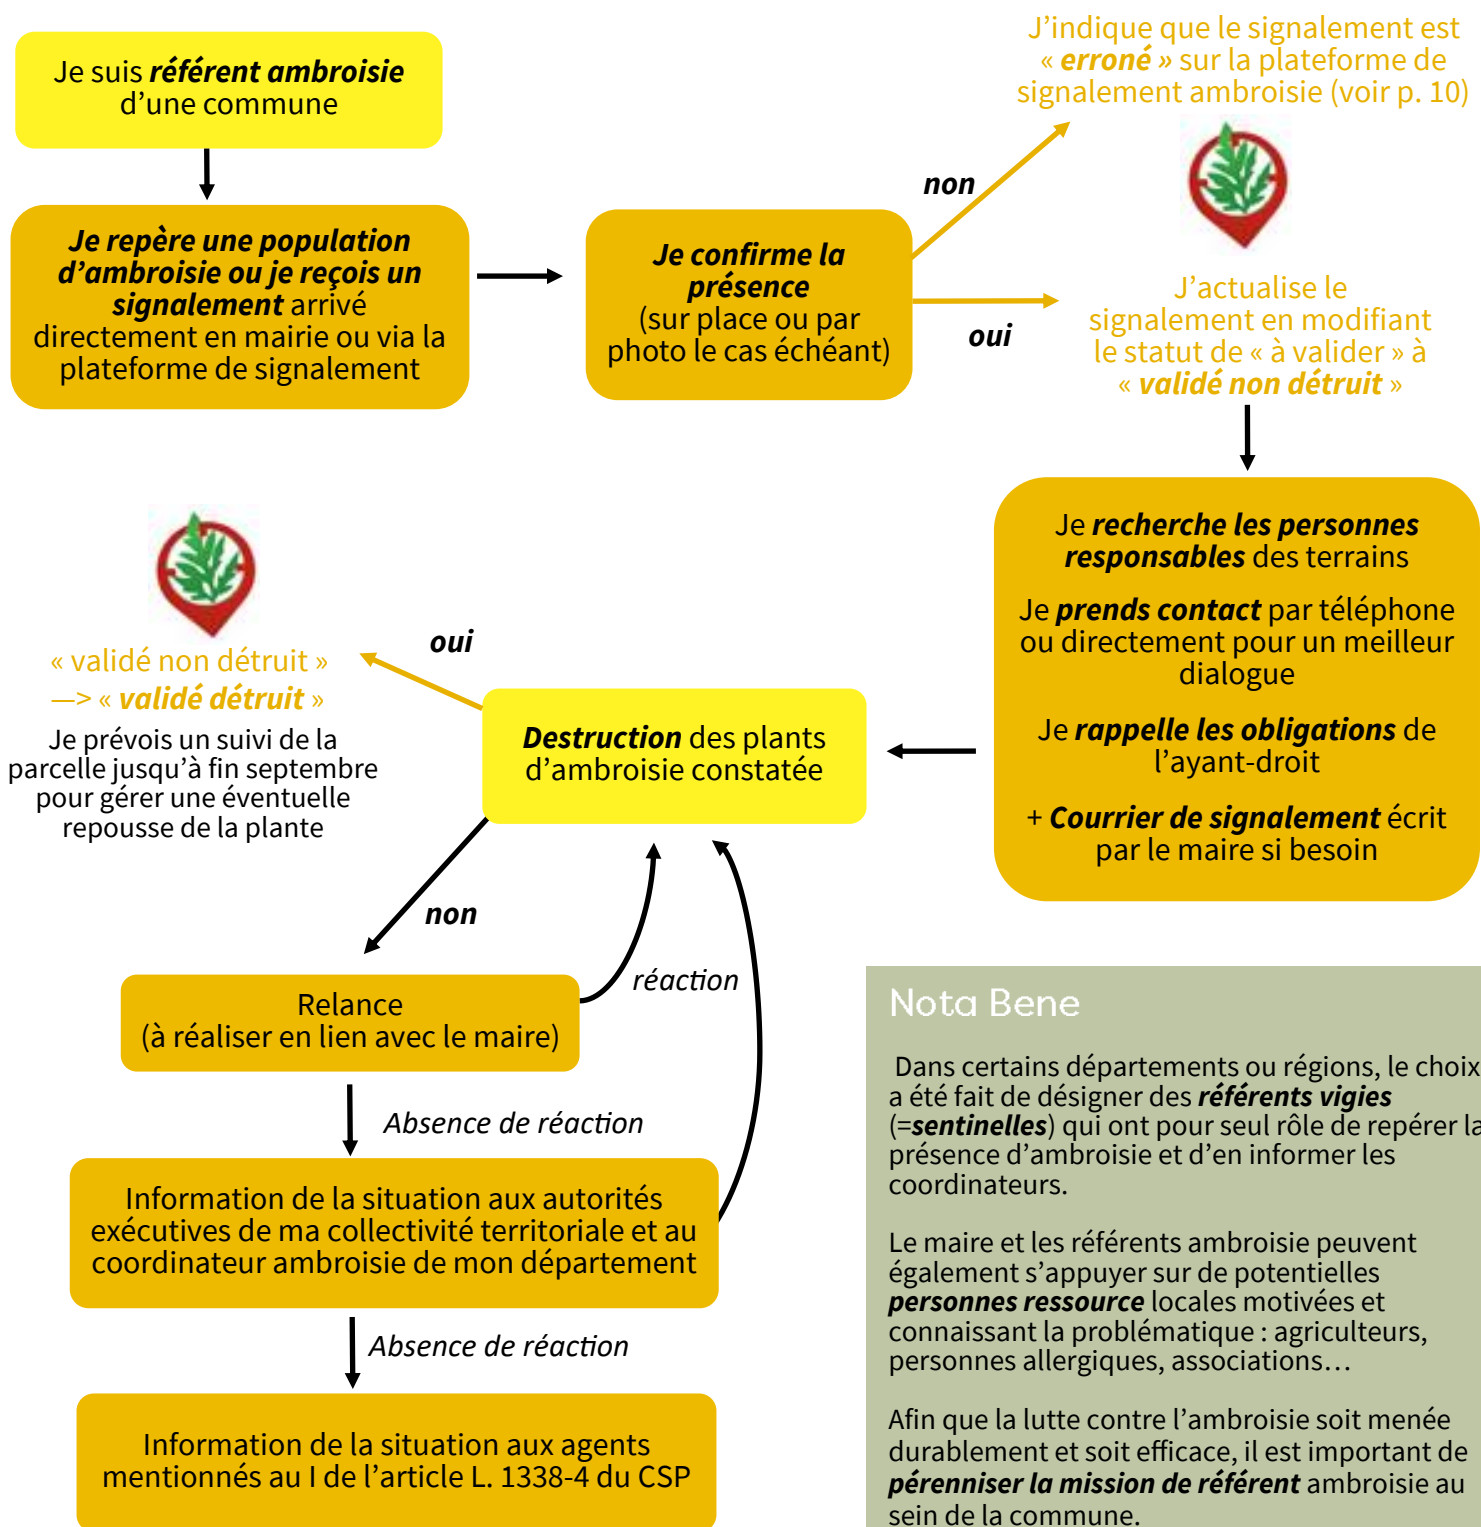 Je suis référent ambroisie
d’une commune
J’indique que le signalement est
« erroné » sur la plateforme de
signalement ambroisie (voir p. 10)
Je repère une population
d’ambroisie ou je reçois un
signalement arrivé
directement en mairie ou via la
plateforme de signalement
Je confirme la
présence
(sur place ou par
photo le cas échéant)
non
oui
J’actualise le
signalement en modifiant
le statut de « à valider » à
« validé non détruit »
Je recherche les personnes
responsables des terrains
Je prends contact par téléphone
ou directement pour un meilleur
dialogue
Je rappelle les obligations de
l’ayant-droit
+ Courrier de signalement écrit
par le maire si besoin
Destruction des plants
d’ambroisie constatée
oui
« validé non détruit »
—> « validé détruit »
Je prévois un suivi de la
parcelle jusqu’à fin septembre
pour gérer une éventuelle
repousse de la plante
non
Relance
(à réaliser en lien avec le maire)
réaction
Absence de réaction
Information de la situation aux autorités
exécutives de ma collectivité territoriale et au
coordinateur ambroisie de mon département
Absence de réaction
Information de la situation aux agents
mentionnés au I de l’article L. 1338-4 du CSP
Nota Bene
Dans certains départements ou régions, le choix
a été fait de désigner des référents vigies
(=sentinelles) qui ont pour seul rôle de repérer la
présence d’ambroisie et d’en informer les
coordinateurs.
Le maire et les référents ambroisie peuvent
également s’appuyer sur de potentielles
personnes ressource locales motivées et
connaissant la problématique : agriculteurs,
personnes allergiques, associations…
Afin que la lutte contre l’ambroisie soit menée
durablement et soit efficace, il est important de
pérenniser la mission de référent ambroisie au
sein de la commune.